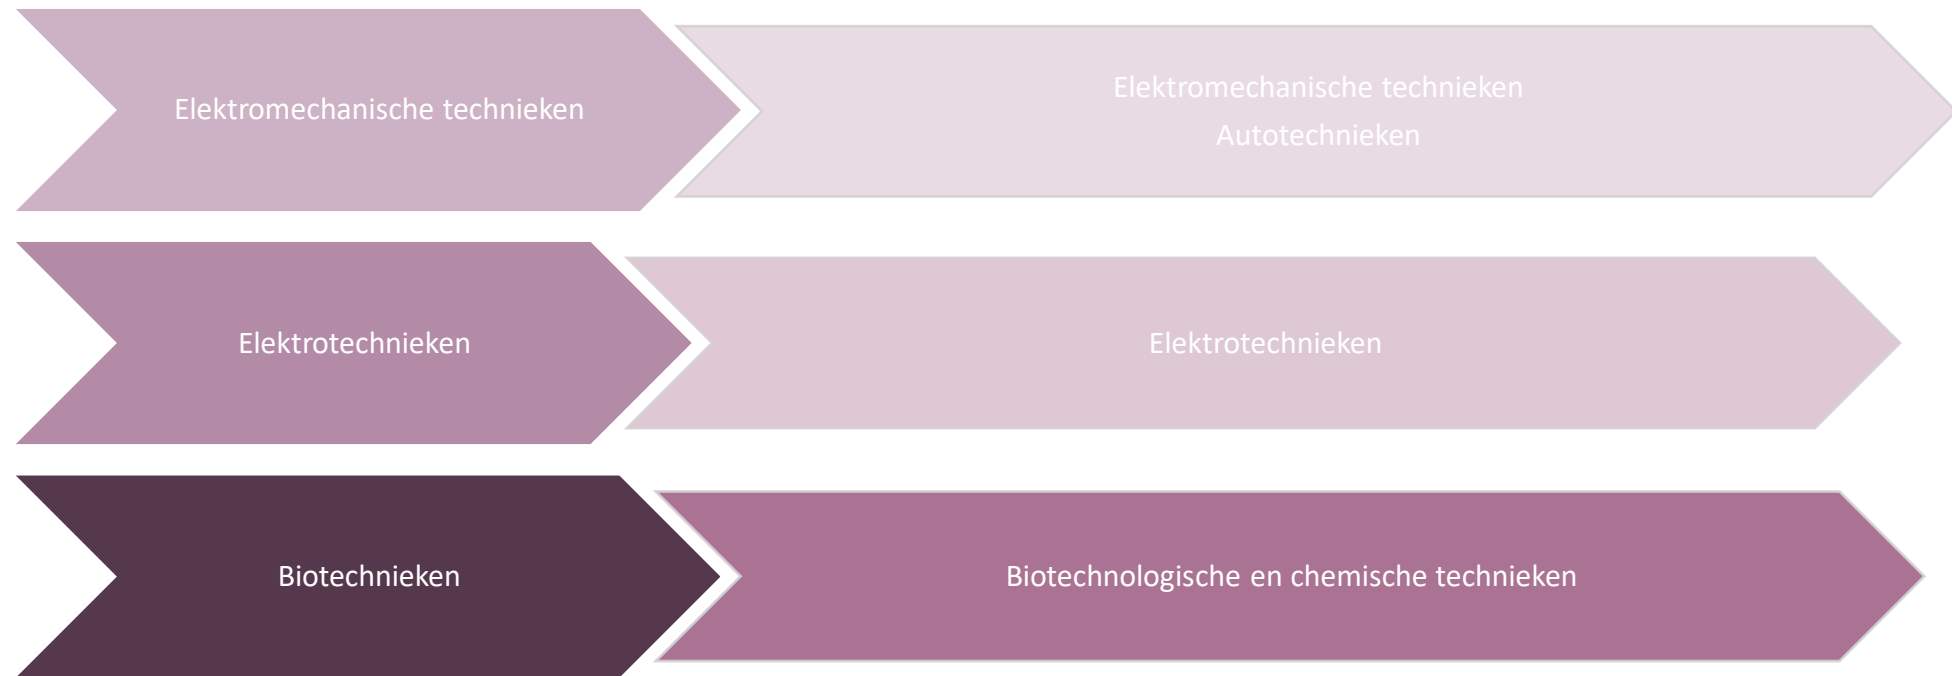 Elektromechanische technieken
Elektromechanische technieken
Autotechnieken
Elektrotechnieken
Elektrotechnieken
Biotechnieken
Biotechnologische en chemische technieken